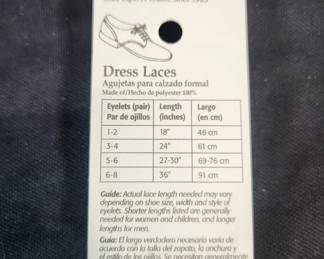 Dress Laces
Agujetas para calzado formal
Made of/Hecho de polyester 100%
Eyelets (pair) Length Largo
Par de ojillos (inches) (en cm)
1-2 18" 46 cm
3-4 24" 61 cm
5-6 27-30" 69-76 cm
6-8 36" 91 cm
Guide: Actual lace length needed may vary
depending on shoe size, width and style of
eyelets. Shorter lengths listed are generally
needed for women and children, and longer
lengths for men.
Guía: El largo verdadero necesario varía de
acuerdo con la talla del zapato, la anchura y
el estilo de los ojillos. Se necesitan generalmente